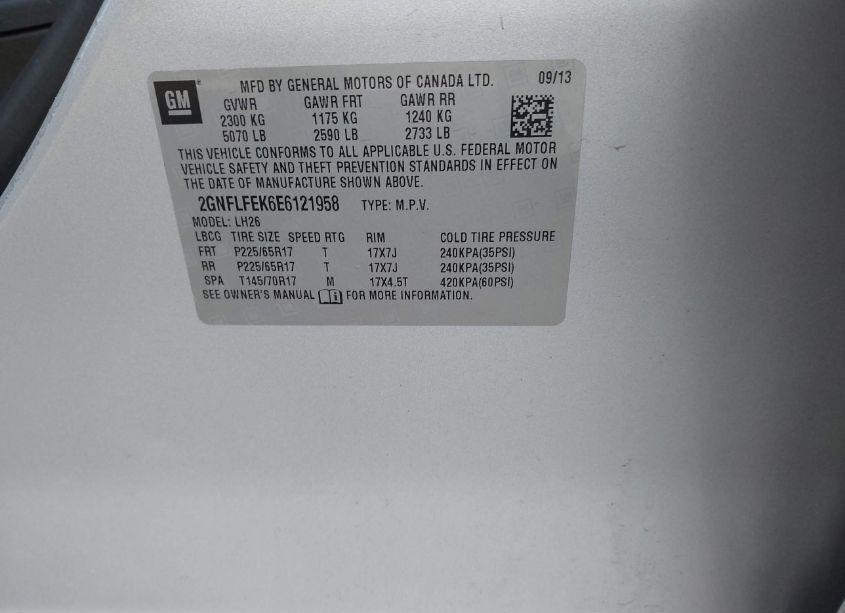 GM
MFD BY GENERAL MOTORS OF CANADA LTD. 09/13
GVWR GAWR FRT GAWR RR
2300 KG 1175 KG 1240 KG
5070 LB 2590 LB 2733 LB
THIS VEHICLE CONFORMS TO ALL APPLICABLE U.S. FEDERAL MOTOR
VEHICLE SAFETY AND THEFT PREVENTION STANDARDS IN EFFECT ON
THE DATE OF MANUFACTURE SHOWN ABOVE.
2GNFLFEK6E6121958 TYPE: M.P.V.
MODEL: LH26
LBCG TIRE SIZE SPEED RTG RIM COLD TIRE PRESSURE
FRT P225/65R17 T 17X7J 240KPA(35PSI)
RR P225/65R17 T 17X7J 240KPA(35PSI)
SPA T145/70R17 M 17X4.5T 420KPA(60PSI)
SEE OWNER'S MANUAL FOR MORE INFORMATION.